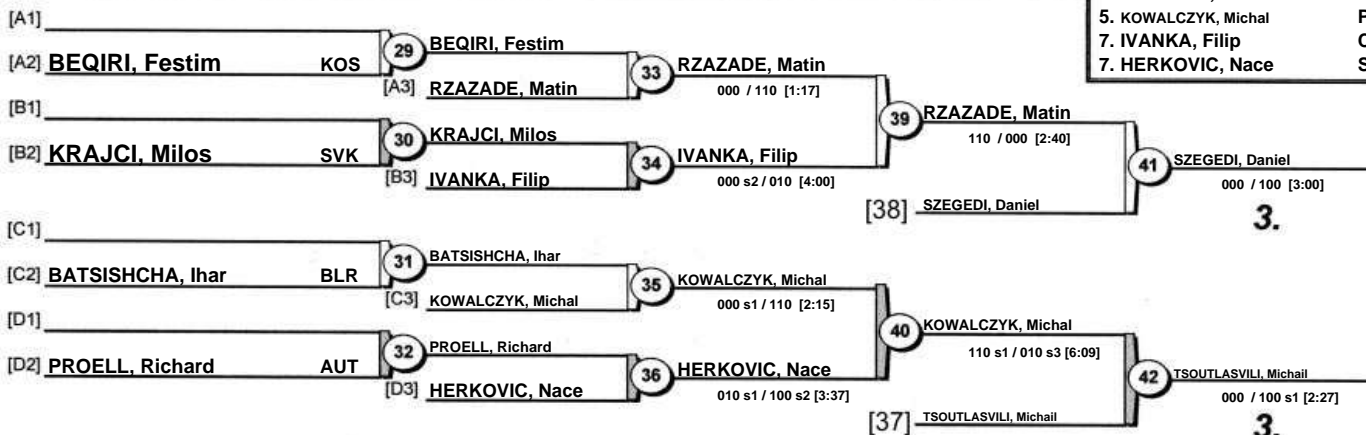 5. KOWALCZYK, Michal P
7. IVANKA, Filip C
7. HERKOVIC, Nace S
[A1]
[A2] BEQIRI, Festim KOS
29 BEQIRI, Festim
[A3] RZAZADE, Matin
33 RZAZADE, Matin
000 / 110 [1:17]
[B1]
[B2] KRAJCI, Milos SVK
30 KRAJCI, Milos
[B3] IVANKA, Filip
34 IVANKA, Filip
000 s2 / 010 [4:00]
39 RZAZADE, Matin
110 / 000 [2:40]
[38] SZEGEDI, Daniel
41 SZEGEDI, Daniel
000 / 100 [3:00]
3.
[C1]
[C2] BATSISHCHA, Ihar BLR
31 BATSISHCHA, Ihar
[C3] KOWALCZYK, Michal
35 KOWALCZYK, Michal
000 s1 / 110 [2:15]
[D1]
[D2] PROELL, Richard AUT
32 PROELL, Richard
[D3] HERKOVIC, Nace
36 HERKOVIC, Nace
010 s1 / 100 s2 [3:37]
40 KOWALCZYK, Michal
110 s1 / 010 s3 [6:09]
[37] TSOUTLASVILI, Michail
42 TSOUTLASVILI, Michail
000 / 100 s1 [2:27]
3.